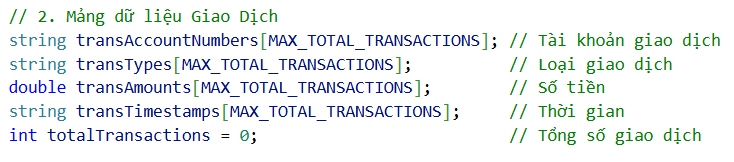 // 2. Mảng dữ liệu Giao Dịch
string transAccountNumbers[MAX_TOTAL_TRANSACTIONS]; // Tài khoản giao dịch
string transTypes[MAX_TOTAL_TRANSACTIONS]; // Loại giao dịch
double transAmounts[MAX_TOTAL_TRANSACTIONS]; // Số tiền
string transTimestamps[MAX_TOTAL_TRANSACTIONS]; // Thời gian
int totalTransactions = 0; // Tổng số giao dịch